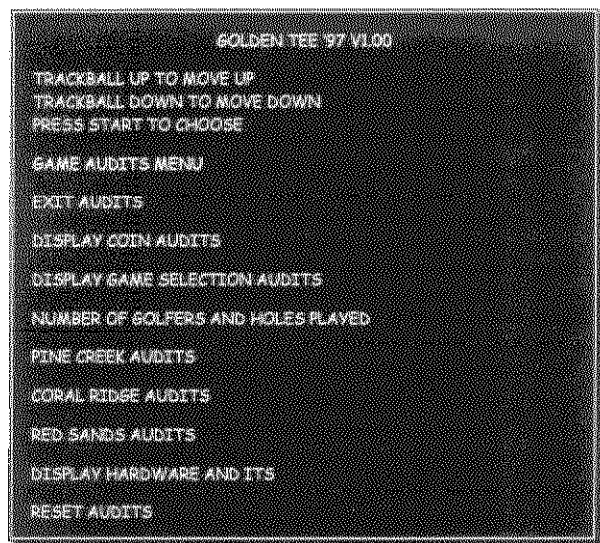 GOLDEN TEE '97 V1.00
TRACKBALL UP TO MOVE UP
TRACKBALL DOWN TO MOVE DOWN
PRESS START TO CHOOSE
GAME AUDITS MENU
EXIT AUDITS
DISPLAY COIN AUDITS
DISPLAY GAME SELECTION AUDITS
NUMBER OF GOLFERS AND HOLES PLAYED
PINE CREEK AUDITS
CORAL RIDGE AUDITS
RED SANDS AUDITS
DISPLAY HARDWARE AND ITS
RESET AUDITS